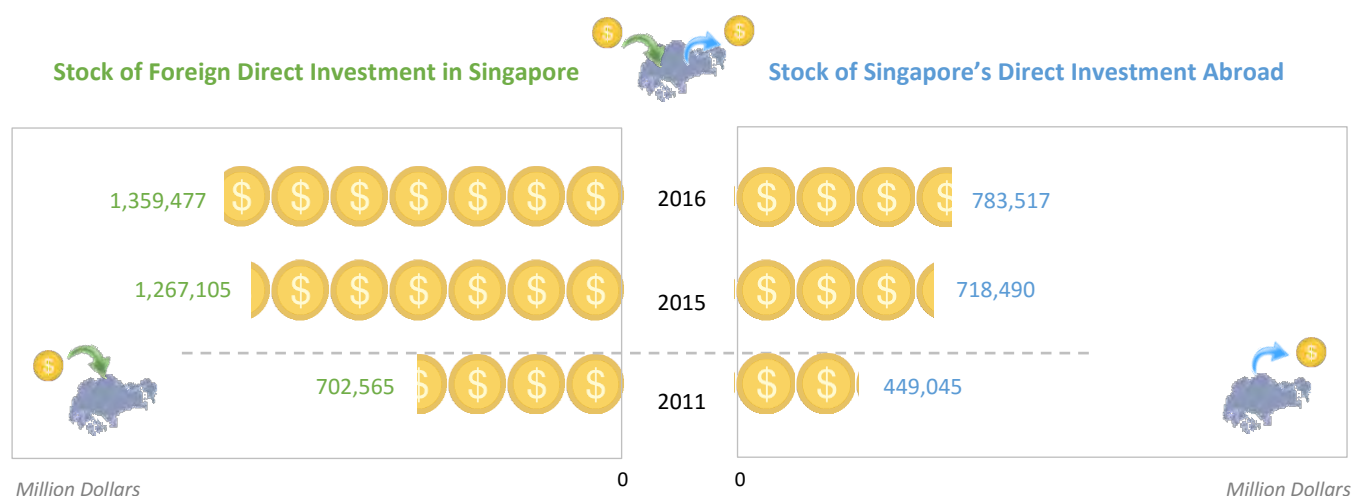 Stock of Foreign Direct Investment in Singapore
Stock of Singapore’s Direct Investment Abroad
1,359,477
2016
783,517
1,267,105
2015
718,490
702,565
2011
449,045
0
0
Million Dollars
Million Dollars